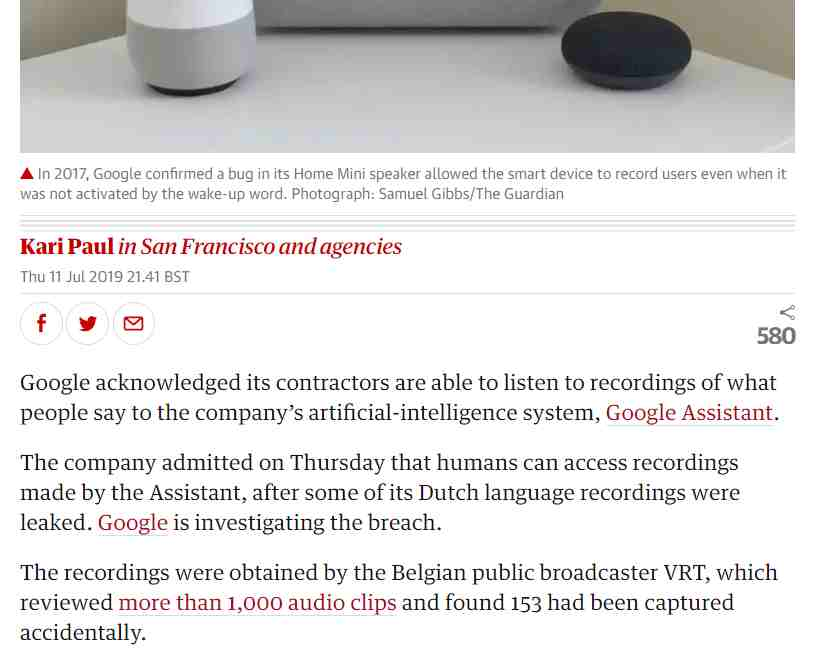 In 2017, Google confirmed a bug in its Home Mini speaker allowed the smart device to record users even when it
was not activated by the wake-up word. Photograph: Samuel Gibbs/The Guardian
Kari Paul in San Francisco and agencies
Thu 11 Jul 2019 21.41 BST
580
Google acknowledged its contractors are able to listen to recordings of what
people say to the company’s artificial-intelligence system, Google Assistant.
The company admitted on Thursday that humans can access recordings
made by the Assistant, after some of its Dutch language recordings were
leaked. Google is investigating the breach.
The recordings were obtained by the Belgian public broadcaster VRT, which
reviewed more than 1,000 audio clips and found 153 had been captured
accidentally.